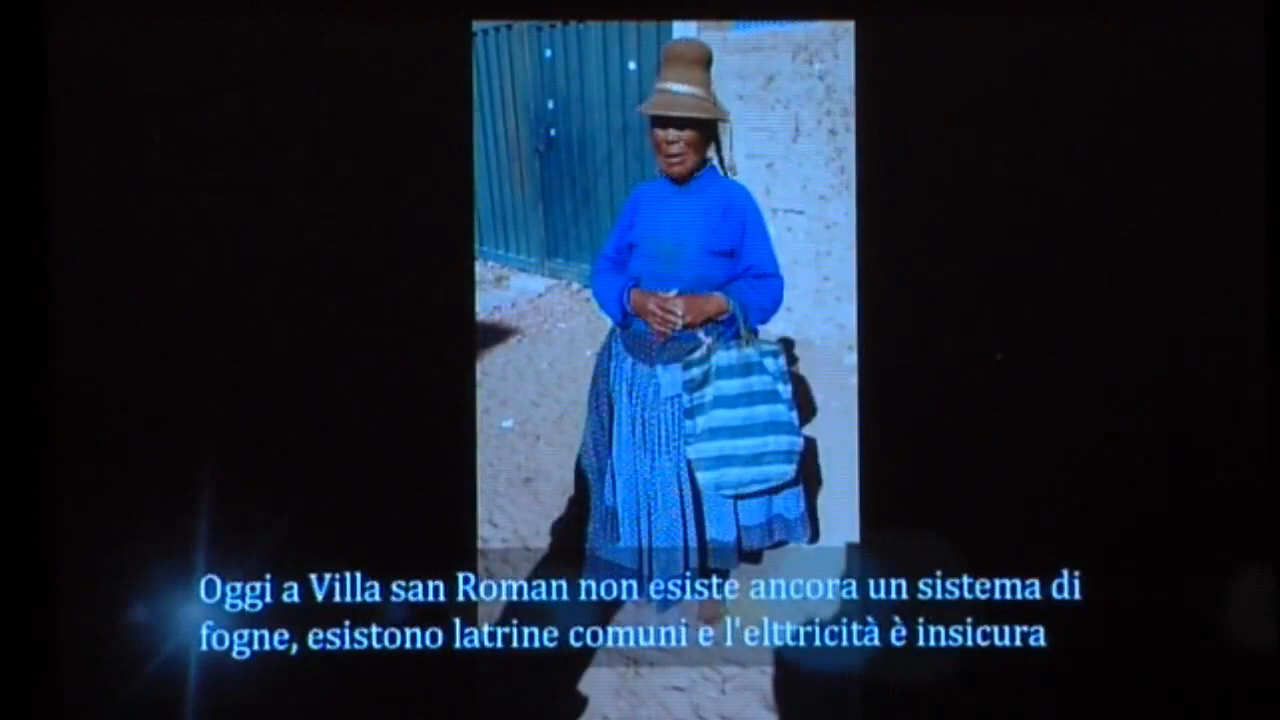 Oggi a Villa san Roman non esiste ancora un sistema di
fogne, esistono latrine comuni e l'elttricità è insicura